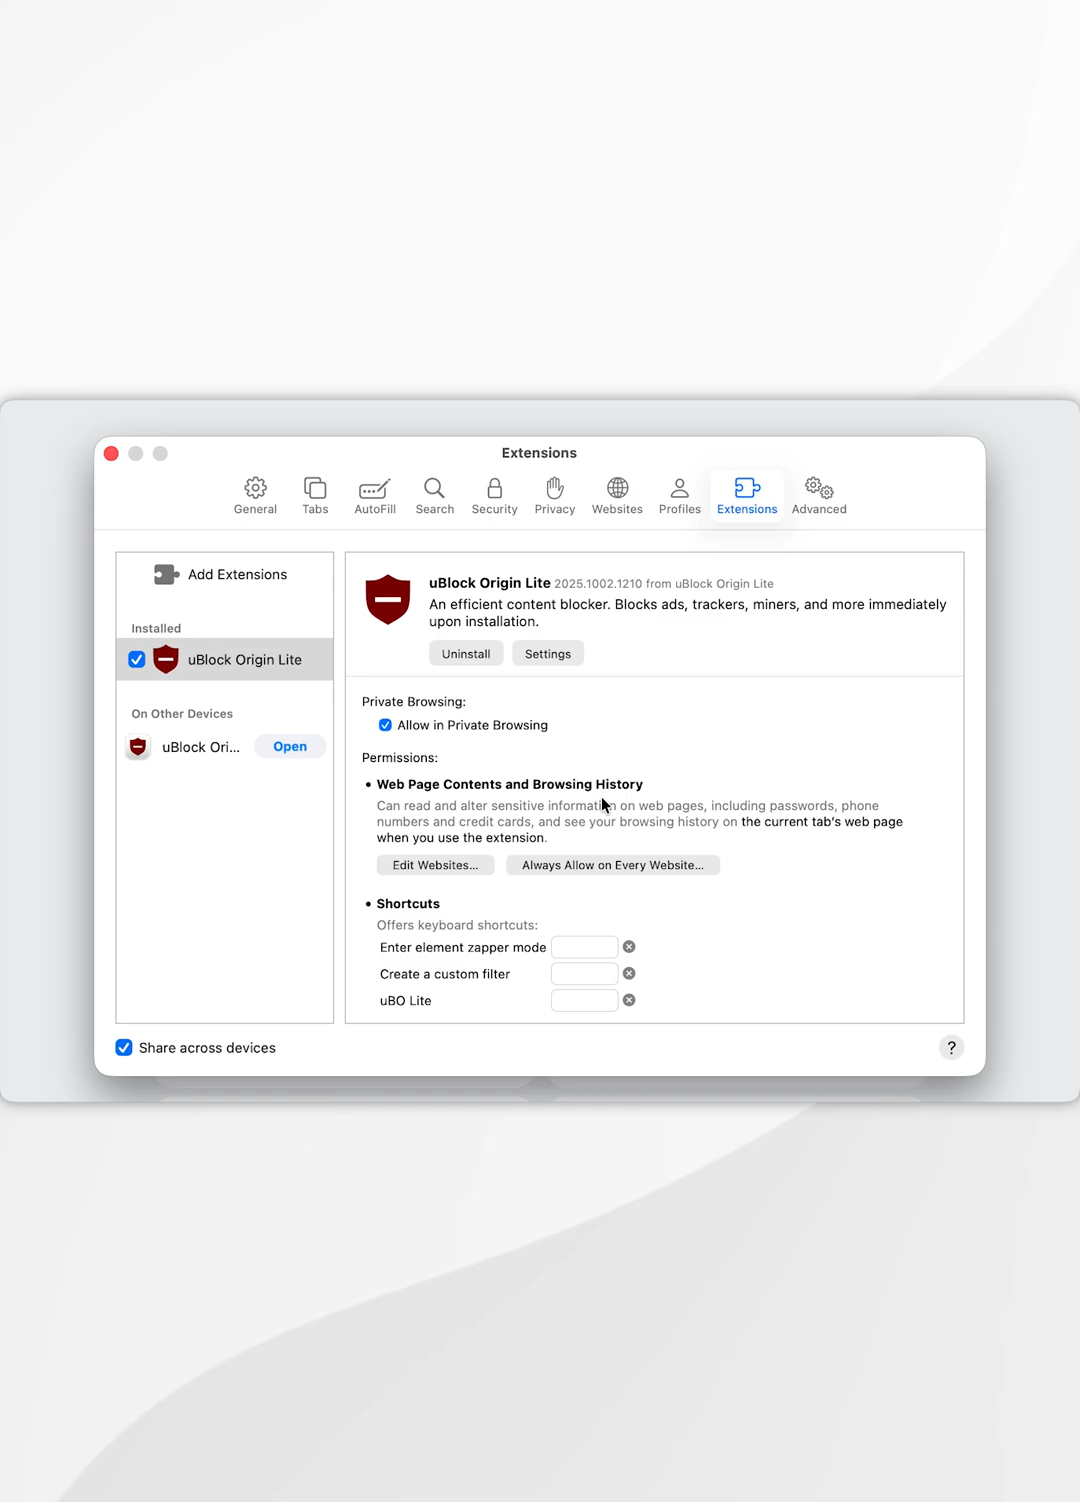 Extensions
General
Tabs
AutoFill
Search
Security
Privacy
Websites
Profiles
Extensions
Advanced
Add Extensions
Installed
uBlock Origin Lite
On Other Devices
uBlock Ori... Open
uBlock Origin Lite 2025.1002.1210 from uBlock Origin Lite
An efficient content blocker. Blocks ads, trackers, miners, and more immediately
upon installation.
Uninstall Settings
Private Browsing:
Allow in Private Browsing
Permissions:
• Web Page Contents and Browsing History
Can read and alter sensitive information on web pages, including passwords, phone
numbers and credit cards, and see your browsing history on the current tab's web page
when you use the extension.
Edit Websites... Always Allow on Every Website...
• Shortcuts
Offers keyboard shortcuts:
Enter element zapper mode
Create a custom filter
uBO Lite
Share across devices
?